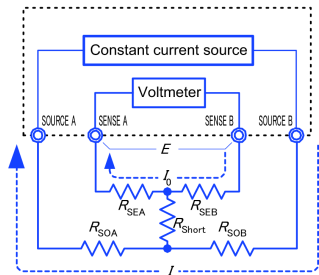 Constant current source
Voltmeter
SOURCE A SENSE A SENSE B SOURCE B
E
I0
RSEA RSEB
RShort
RSOA RSOB
I